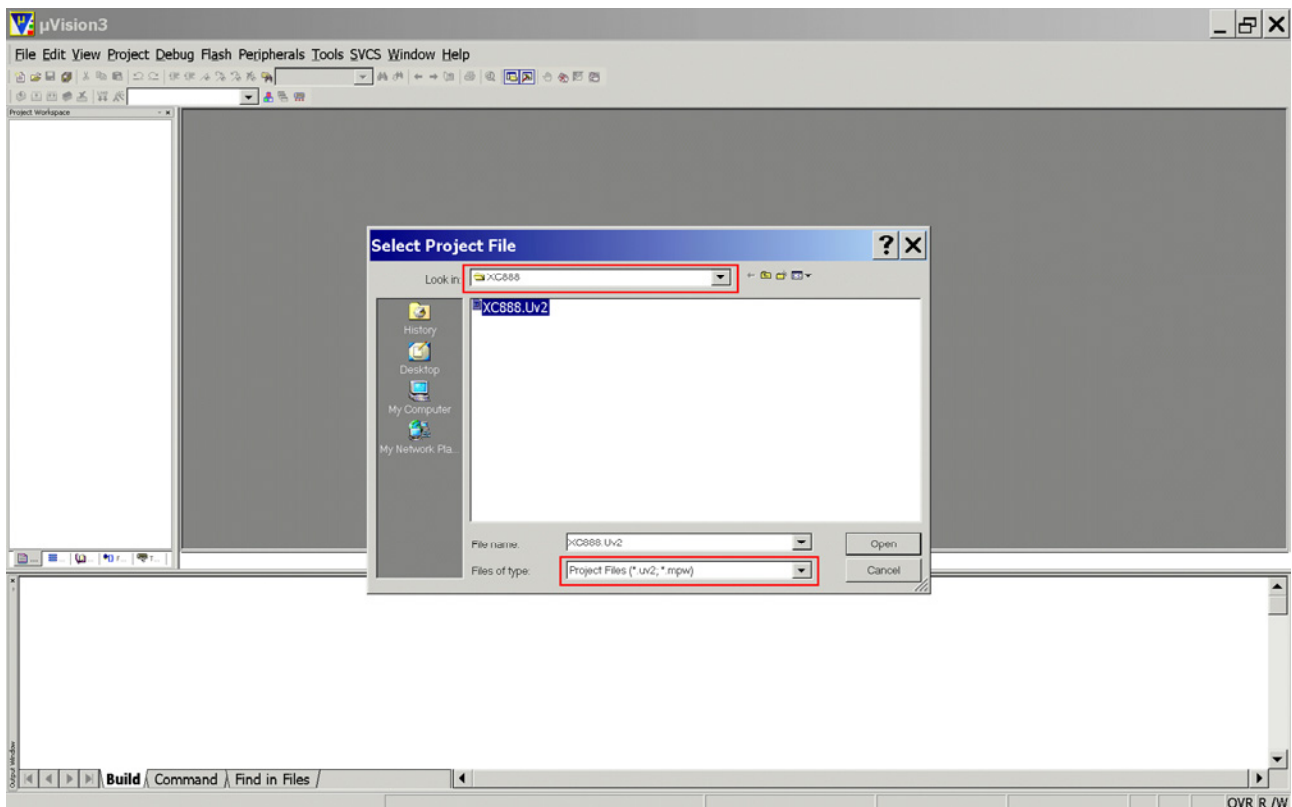 µVision3
File Edit View Project Debug Flash Peripherals Tools SVCS Window Help
Project Workspace
Select Project File
Look in: XC888
XC888.Uv2
History
Desktop
My Computer
My Network Pla...
File name: XC888.Uv2
Open
Files of type: Project Files (*.uv2; *.mpw)
Cancel
Output Window
Build Command Find in Files
OVR R/W